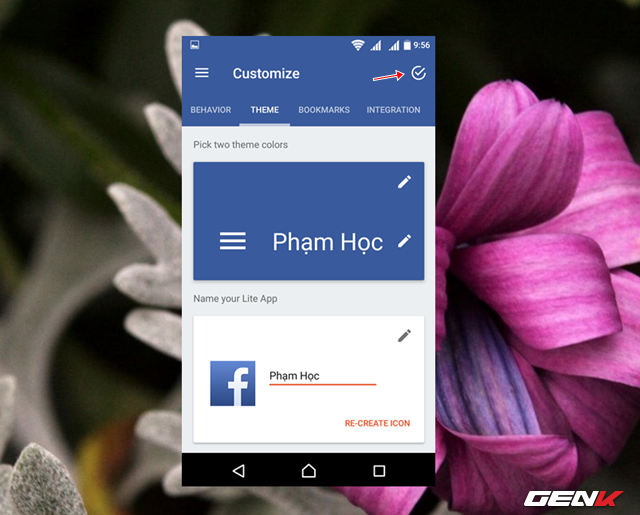 9:56
Customize
BEHAVIOR THEME BOOKMARKS INTEGRATION
Pick two theme colors
Phạm Học
Name your Lite App
f
Phạm Học
RE-CREATE ICON
GENK